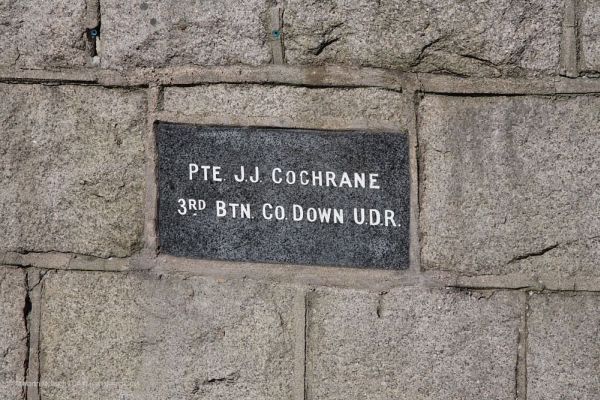 PTE. J.J. COCHRANE
3RD BTN. CO. DOWN U.D.R.